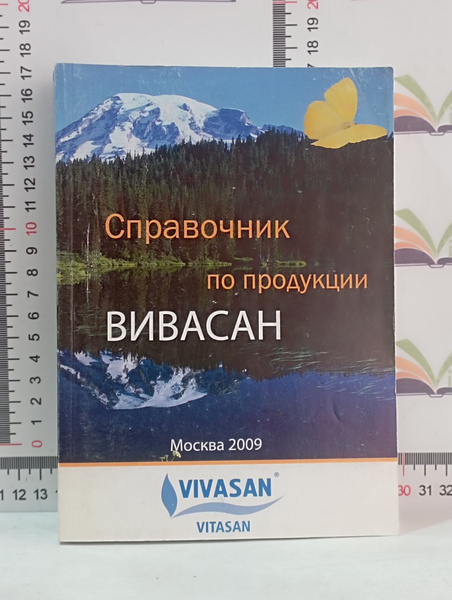 Справочник
по продукции
ВИВАСАН
Москва 2009
VIVASAN®
VITASAN